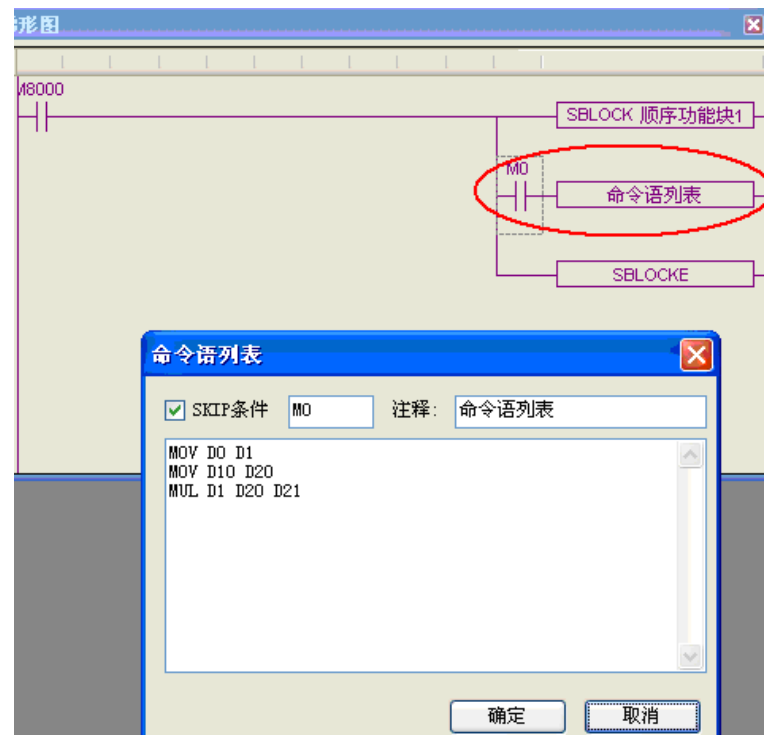 形图
M8000
SBLOCK 顺序功能块1
M0
命令语列表
SBLOCKE
命令语列表
SKIP条件 M0 注释: 命令语列表
MOV D0 D1
MOV D10 D20
MUL D1 D20 D21
确定 取消